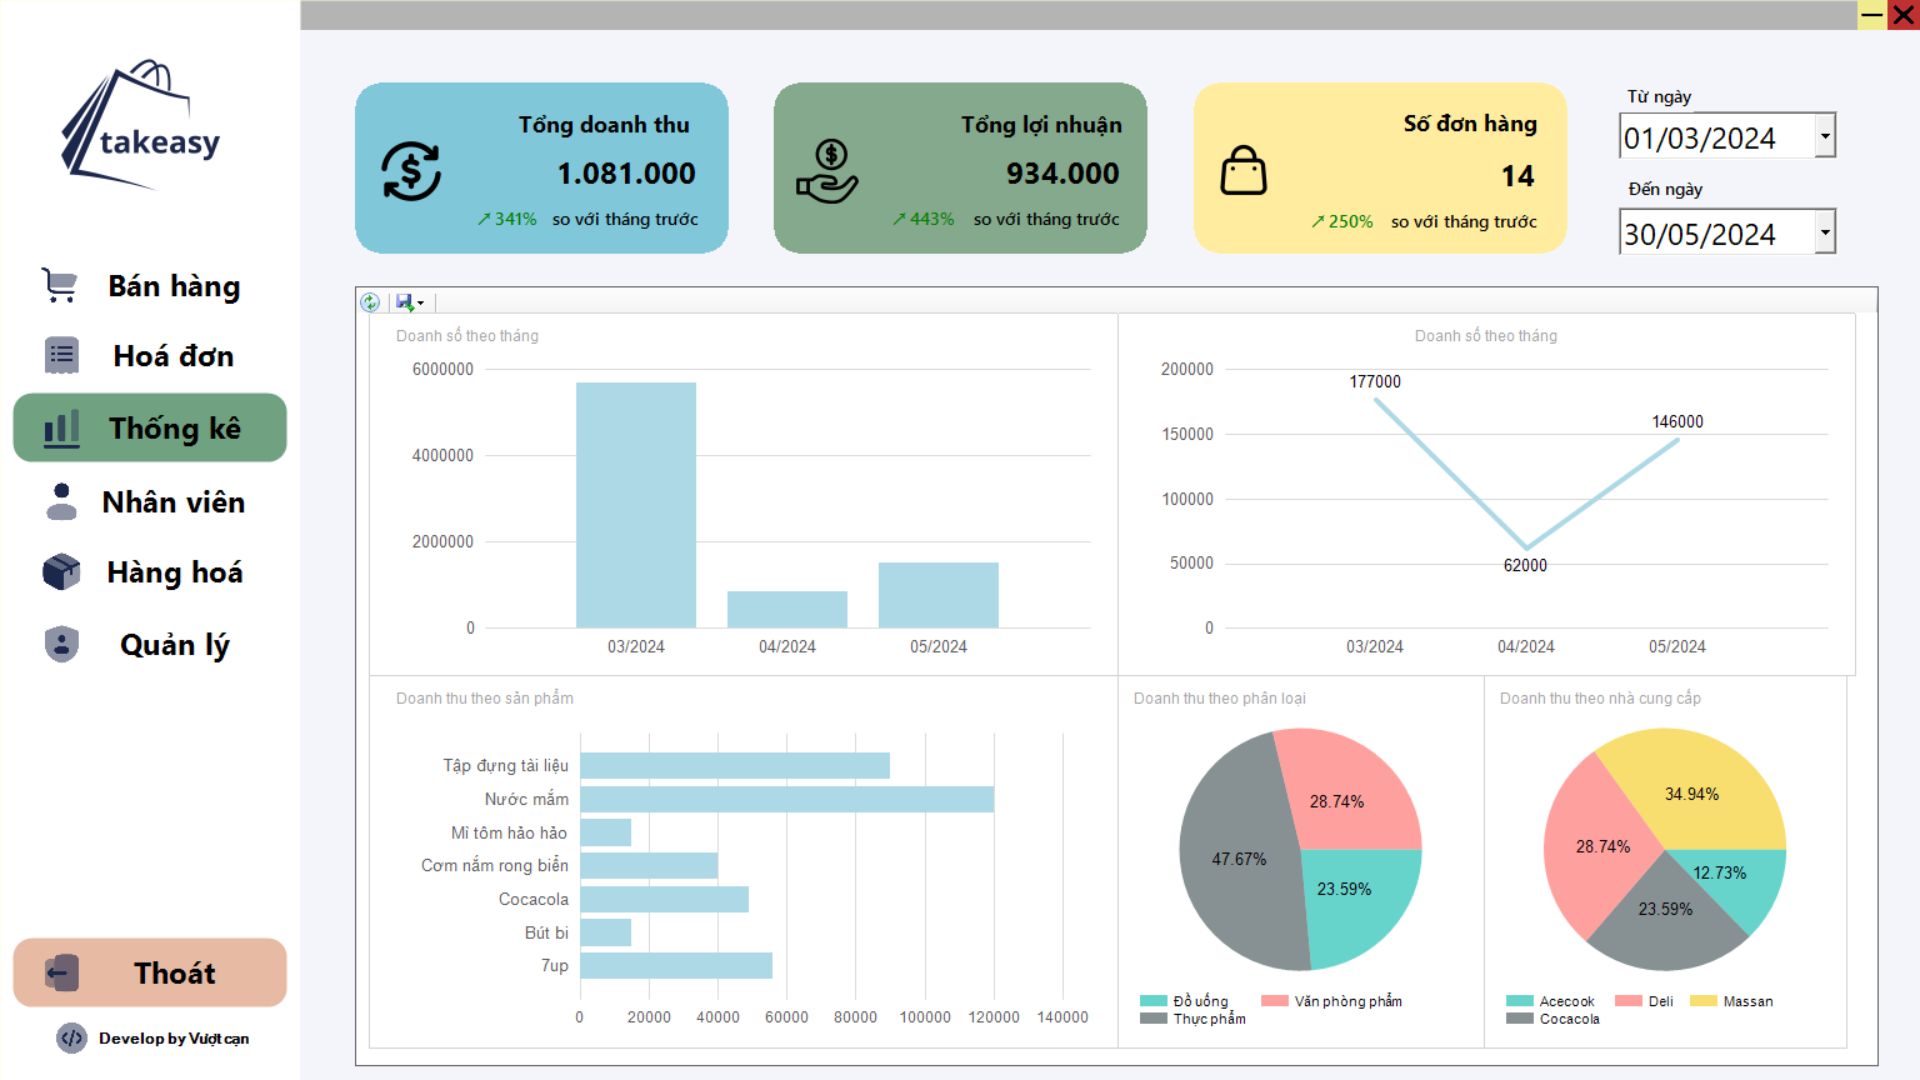 takeasy
Bán hàng
Hoá đơn
Thống kê
Nhân viên
Hàng hoá
Quản lý
Thoát
Develop by Vượt cạn
Tổng doanh thu
1.081.000
↗341% so với tháng trước
Tổng lợi nhuận
934.000
↗443% so với tháng trước
Số đơn hàng
14
↗250% so với tháng trước
Từ ngày
01/03/2024
Đến ngày
30/05/2024
Doanh số theo tháng
6000000
4000000
2000000
0
03/2024 04/2024 05/2024
Doanh số theo tháng
200000
150000
100000
50000
0
177000
62000
146000
03/2024 04/2024 05/2024
Doanh thu theo sản phẩm
Tập đựng tài liệu
Nước mắm
Mì tôm hảo hảo
Cơm nắm rong biển
Cocacola
Bút bi
7up
0 20000 40000 60000 80000 100000 120000 140000
Doanh thu theo phân loại
28.74%
47.67%
23.59%
Đồ uống Văn phòng phẩm
Thực phẩm
Doanh thu theo nhà cung cấp
34.94%
28.74%
12.73%
23.59%
Acecook Deli Massan
Cocacola